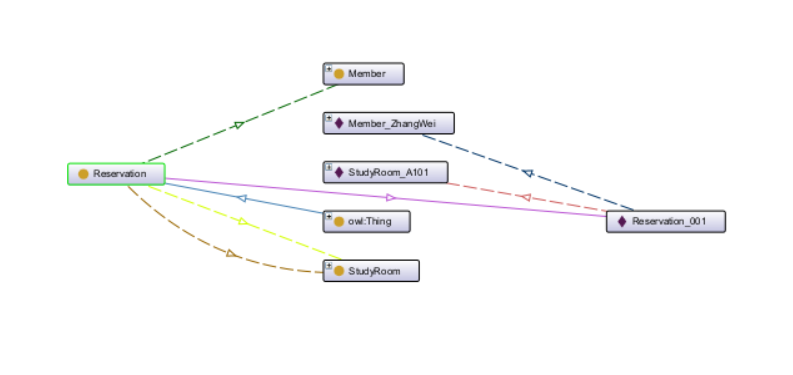 Member
Member_ZhangWei
Reservation
StudyRoom_A101
owl:Thing
Reservation_001
StudyRoom